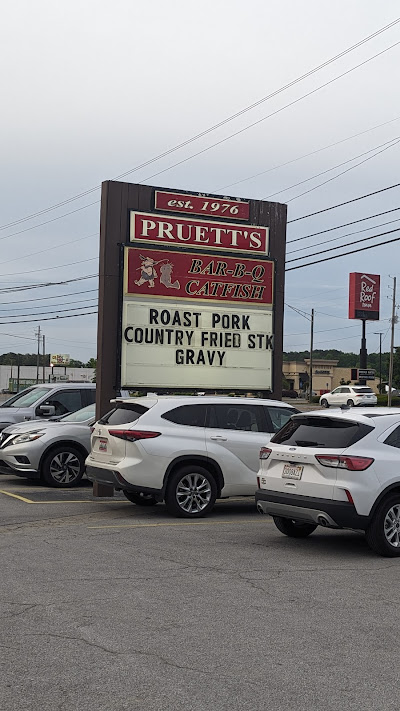 est. 1976
PRUETT'S
BAR-B-Q
CATFISH
ROAST PORK
COUNTRY FRIED STK
GRAVY
Red
Roof